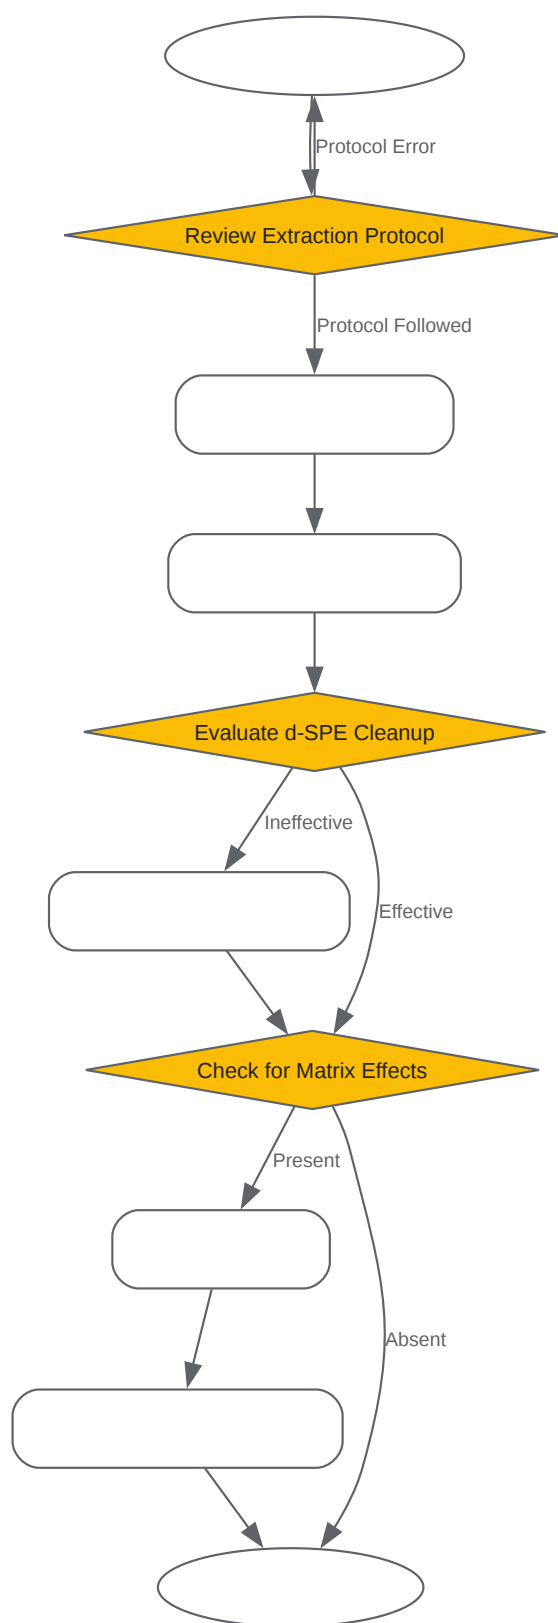 Protocol Error
Review Extraction Protocol
Protocol Followed
Evaluate d-SPE Cleanup
Ineffective
Effective
Check for Matrix Effects
Present
Absent